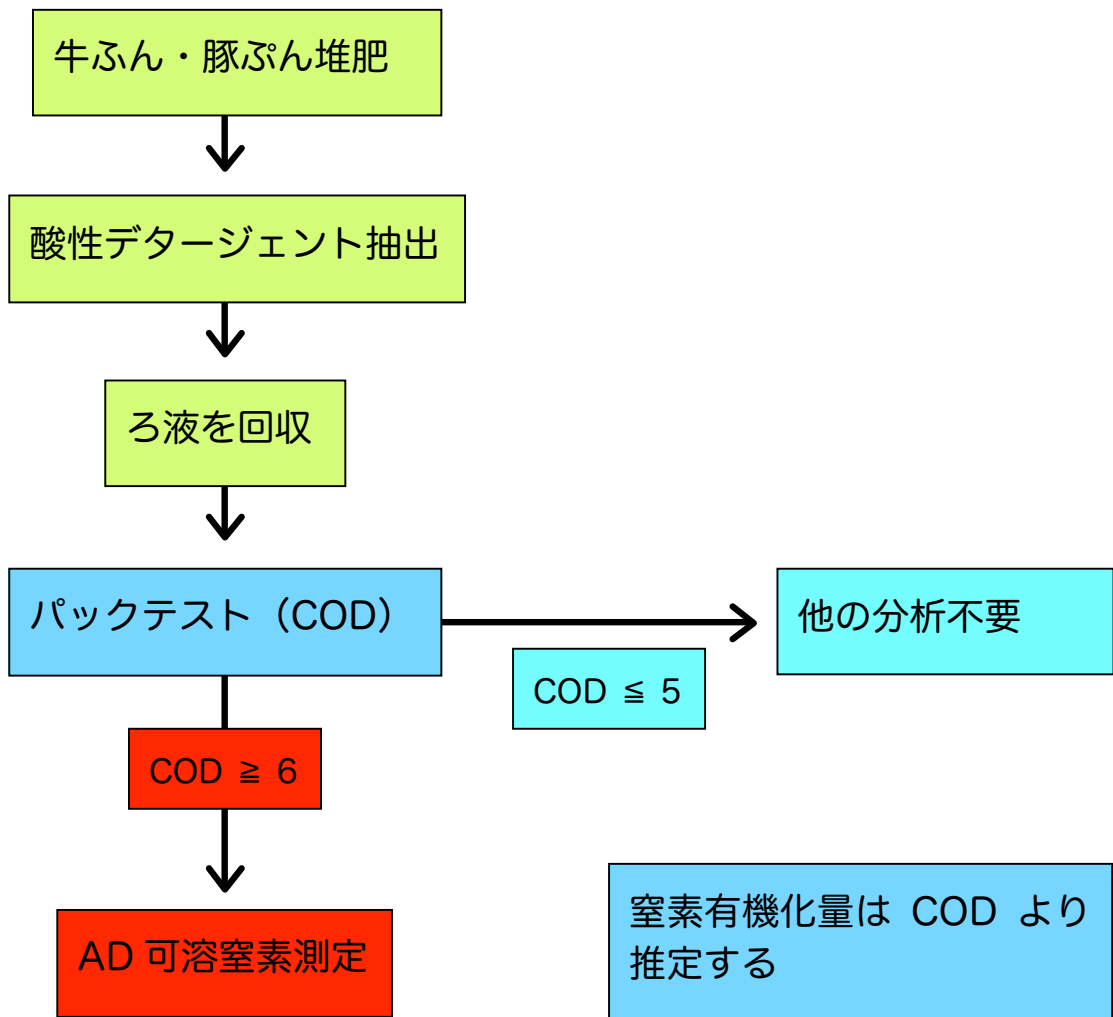 牛ふん・豚ぷん堆肥
酸性デタージェント抽出
ろ液を回収
パックテスト（COD）
他の分析不要
COD ≦ 5
COD ≧ 6
AD 可溶窒素測定
窒素有機化量は COD より
推定する